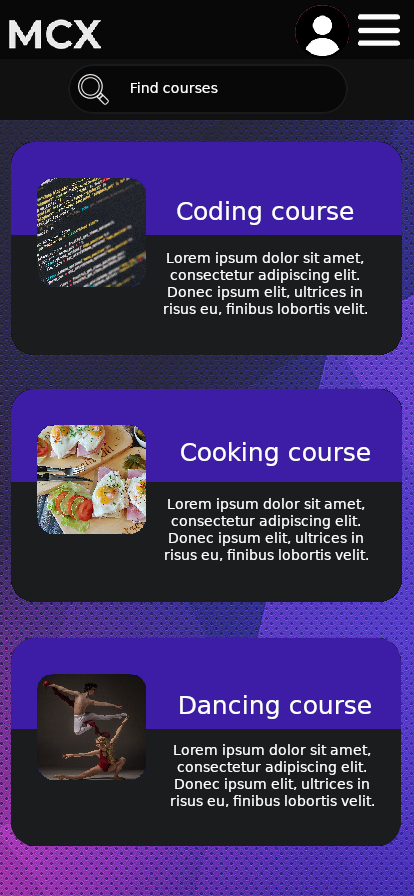 MCX
Find courses
Coding course
Lorem ipsum dolor sit amet,
consectetur adipiscing elit.
Donec ipsum elit, ultrices in
risus eu, finibus lobortis velit.
Cooking course
Lorem ipsum dolor sit amet,
consectetur adipiscing elit.
Donec ipsum elit, ultrices in
risus eu, finibus lobortis velit.
Dancing course
Lorem ipsum dolor sit amet,
consectetur adipiscing elit.
Donec ipsum elit, ultrices in
risus eu, finibus lobortis velit.